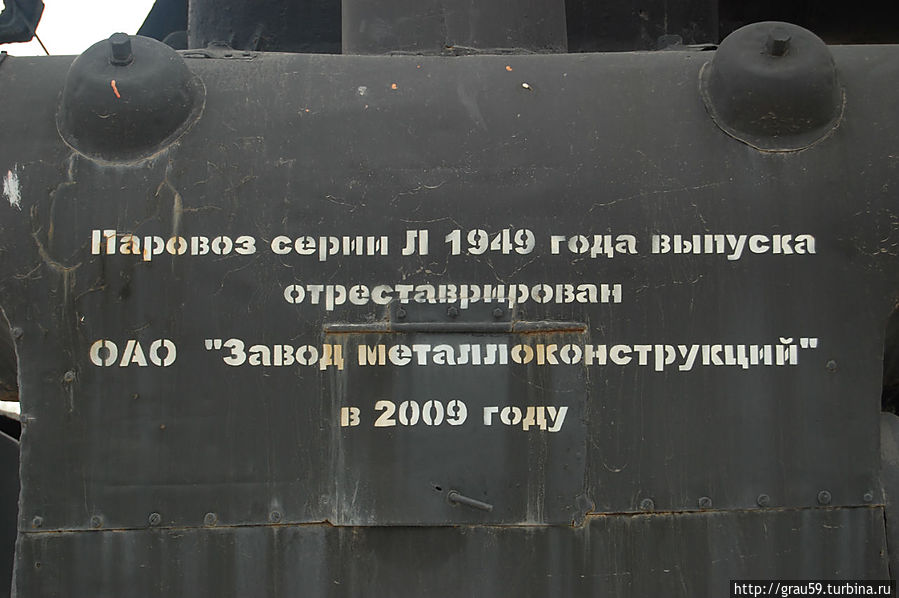 Паровоз серии Л 1949 года выпуска
отреставрирован
ОАО "Завод металлоконструкций"
в 2009 году
http://grau59.turbina.ru